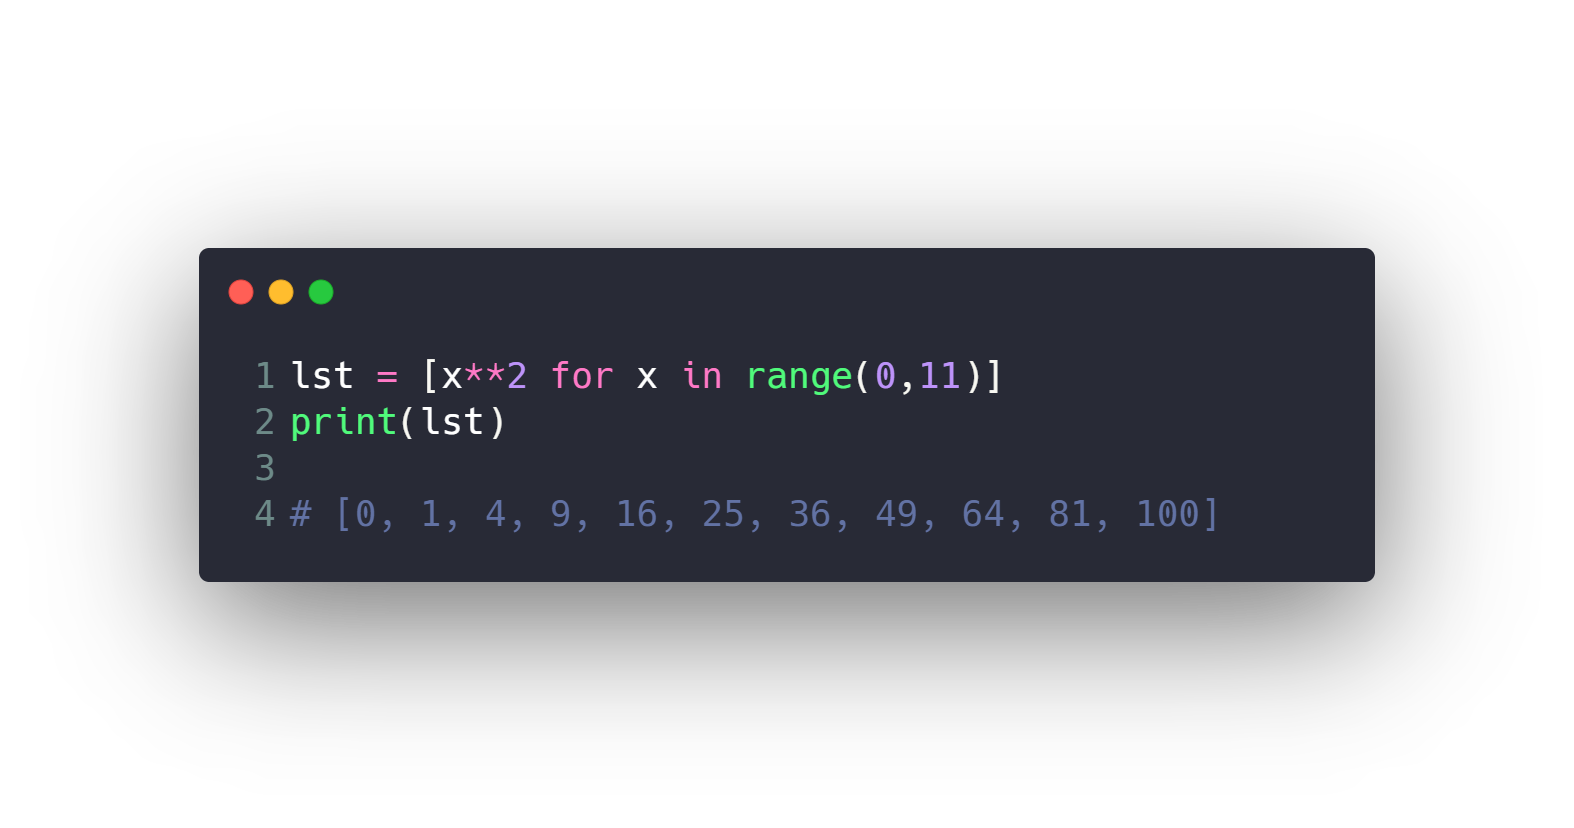 1 lst = [x**2 for x in range(0,11)]
2 print(lst)
3
4 # [0, 1, 4, 9, 16, 25, 36, 49, 64, 81, 100]